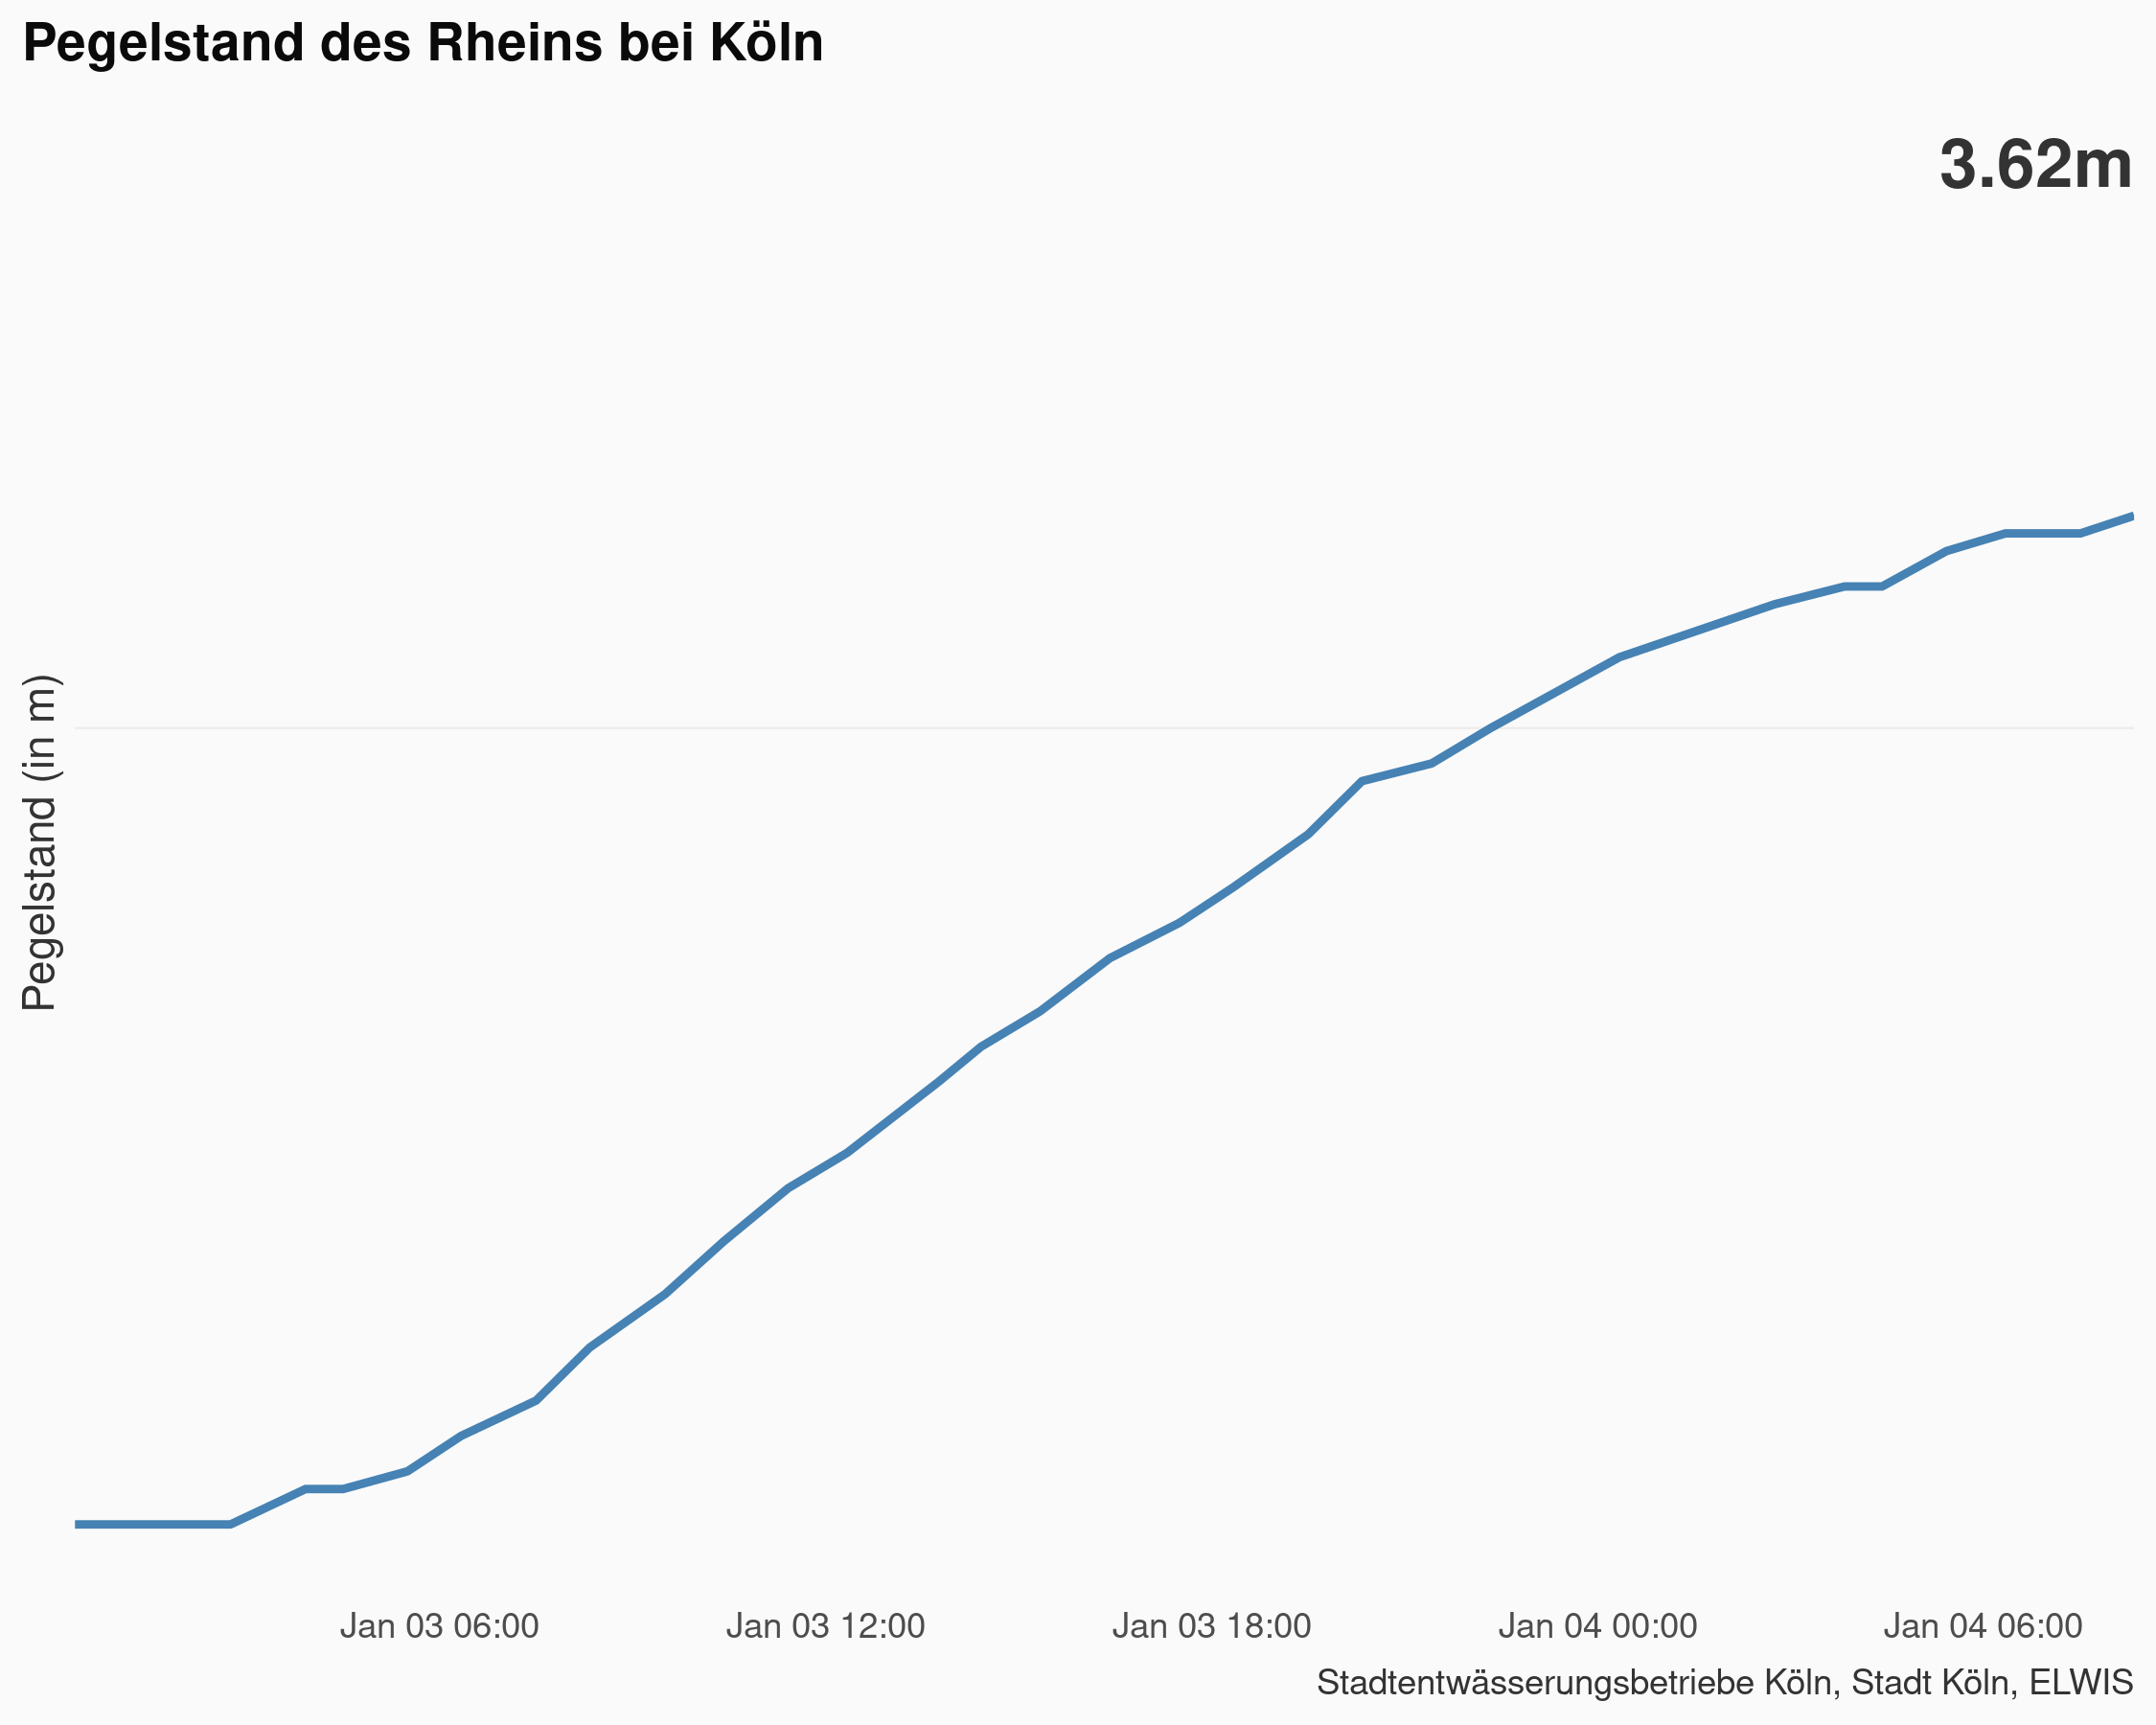 Pegelstand des Rheins bei Köln
3.62m
Pegelstand (in m)
Jan 03 06:00
Jan 03 12:00
Jan 03 18:00
Jan 04 00:00
Jan 04 06:00
Stadtentwässerungsbetriebe Köln, Stadt Köln, ELWIS